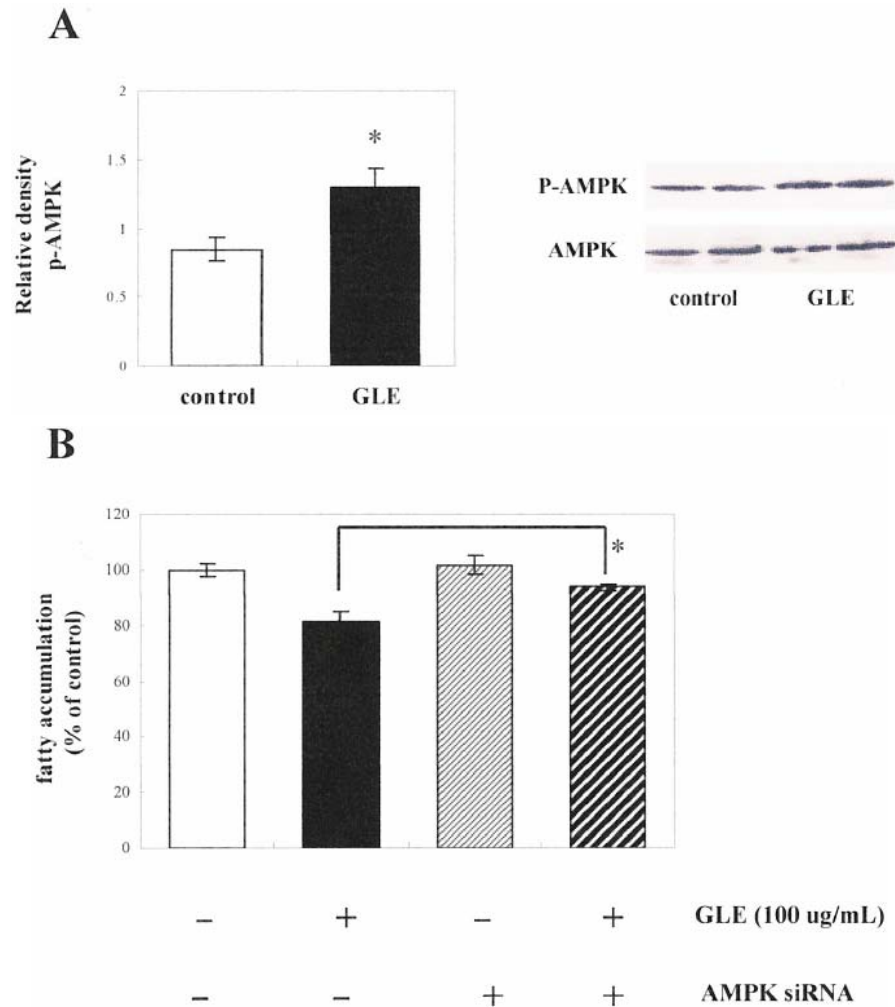 A
2
1.5
1
0.5
0
*
Relative density
p-AMPK
control GLE
P-AMPK
AMPK
control GLE
B
120
100
80
60
40
20
0
*
fatty accumulation
(% of control)
- + - + GLE (100 ug/mL)
- - + + AMPK siRNA